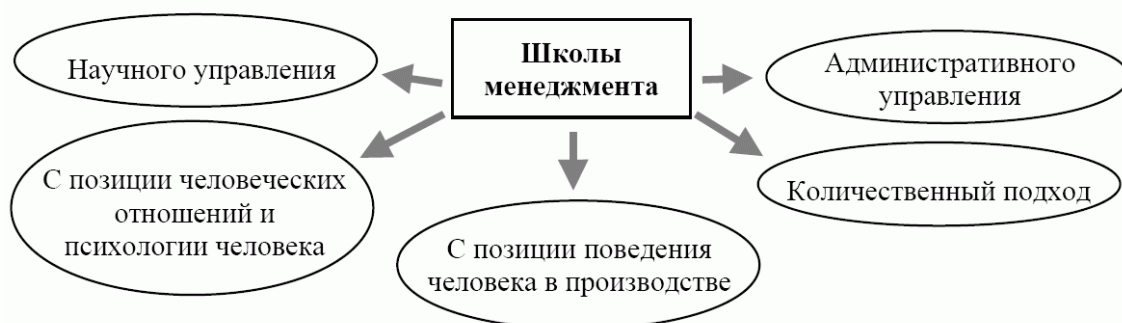 Школы
менеджмента
Научного управления
Административного
управления
С позиции человеческих
отношений и
психологии человека
Количественный подход
С позиции поведения
человека в производстве